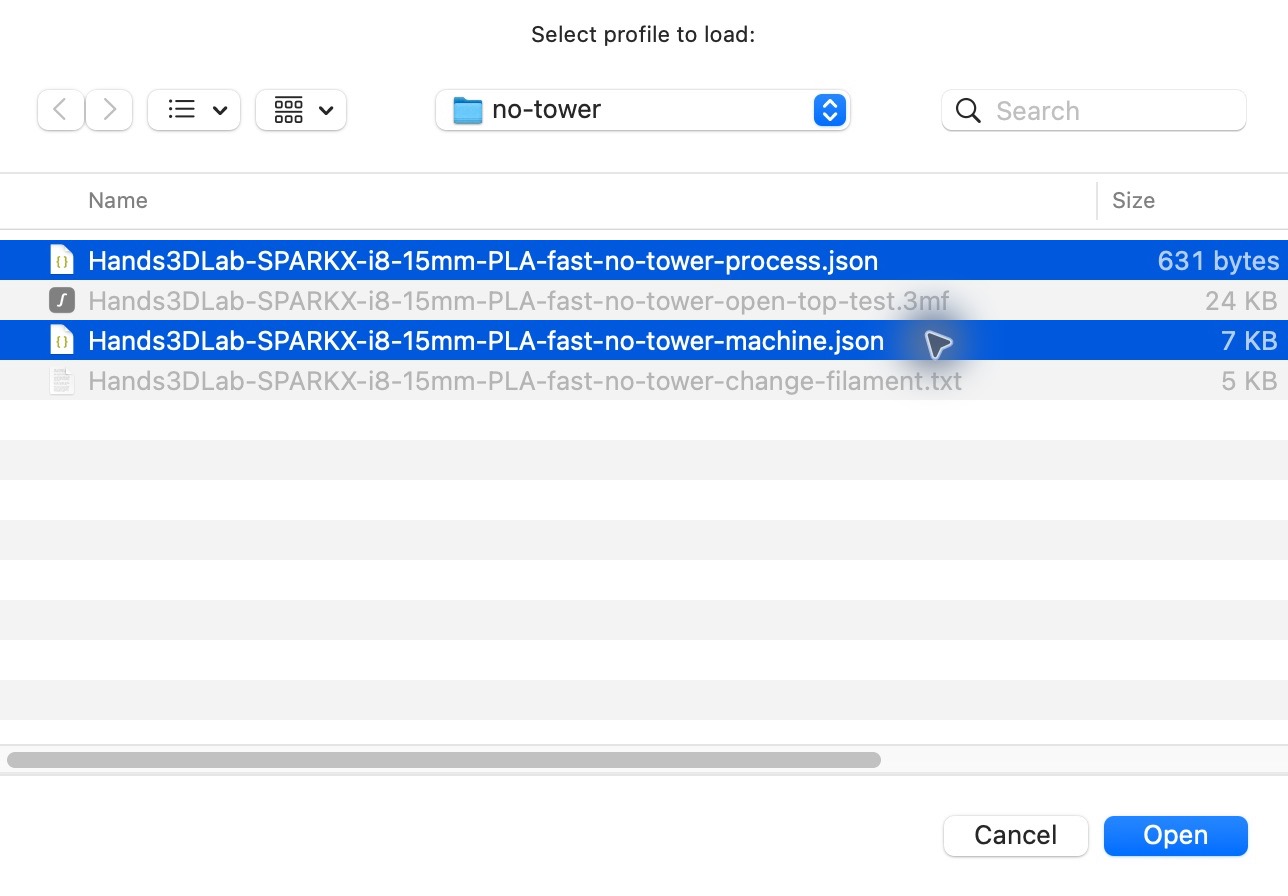 Select profile to load:
no-tower
Search
Name Size
Hands3DLab-SPARKX-i8-15mm-PLA-fast-no-tower-process.json 631 bytes
Hands3DLab-SPARKX-i8-15mm-PLA-fast-no-tower-open-top-test.3mf 24 KB
Hands3DLab-SPARKX-i8-15mm-PLA-fast-no-tower-machine.json 7 KB
Hands3DLab-SPARKX-i8-15mm-PLA-fast-no-tower-change-filament.txt 5 KB
Cancel Open